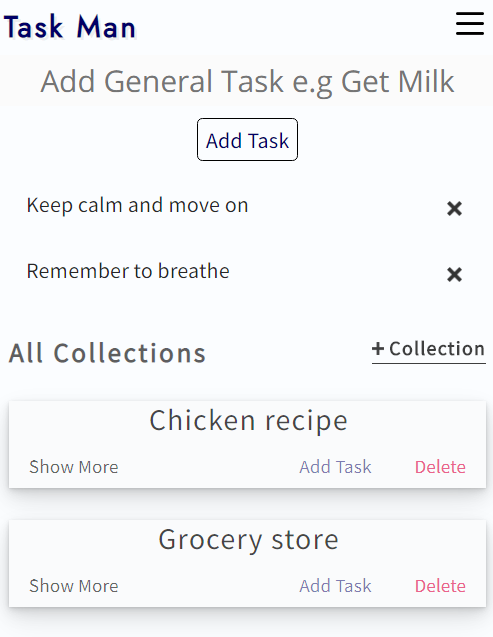 Task Man
Add General Task e.g Get Milk
Add Task
Keep calm and move on
Remember to breathe
All Collections
+ Collection
Chicken recipe
Show More Add Task Delete
Grocery store
Show More Add Task Delete